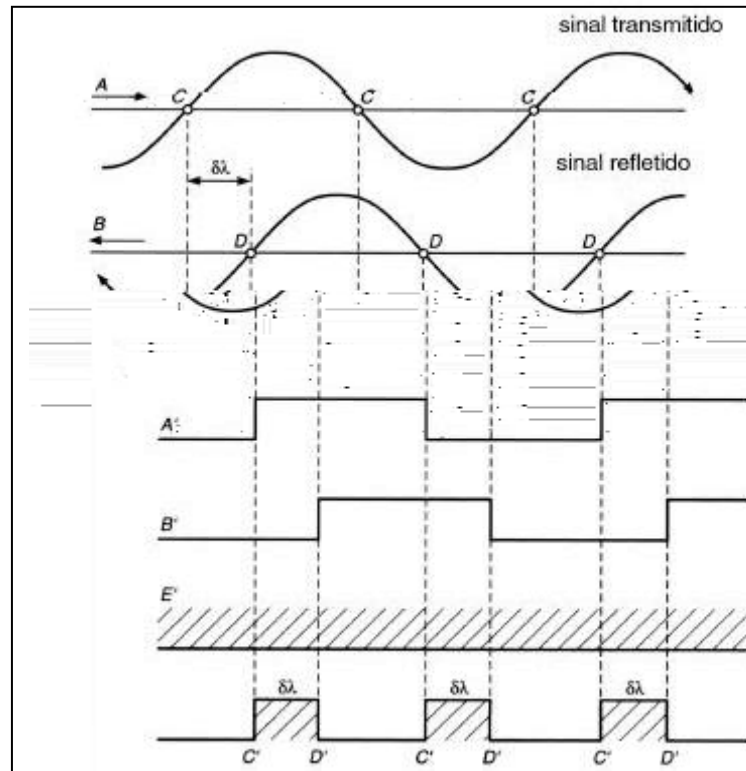 sinal transmitido
A C C C
sinal refletido
δλ
B D D D
A'
B'
E'
δλ δλ δλ
C' D' C' D' C' D'